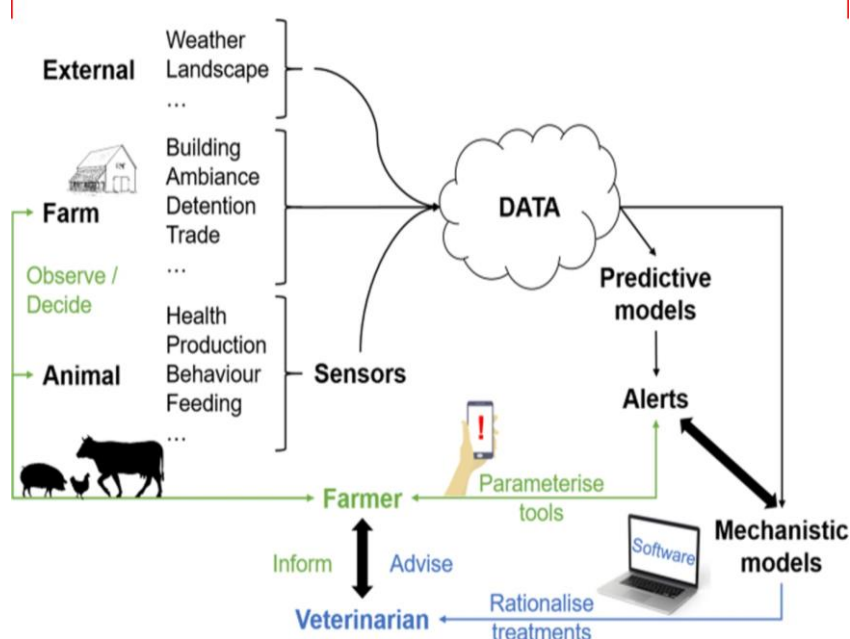 External
Weather
Landscape
...
Farm
Building
Ambiance
Detention
Trade
...
Observe /
Decide
Animal
Health
Production
Behaviour
Feeding
...
Sensors
DATA
Predictive
models
Alerts
!
Parameterise
tools
Farmer
Mechanistic
models
Software
Inform
Advise
Veterinarian
Rationalise
treatments